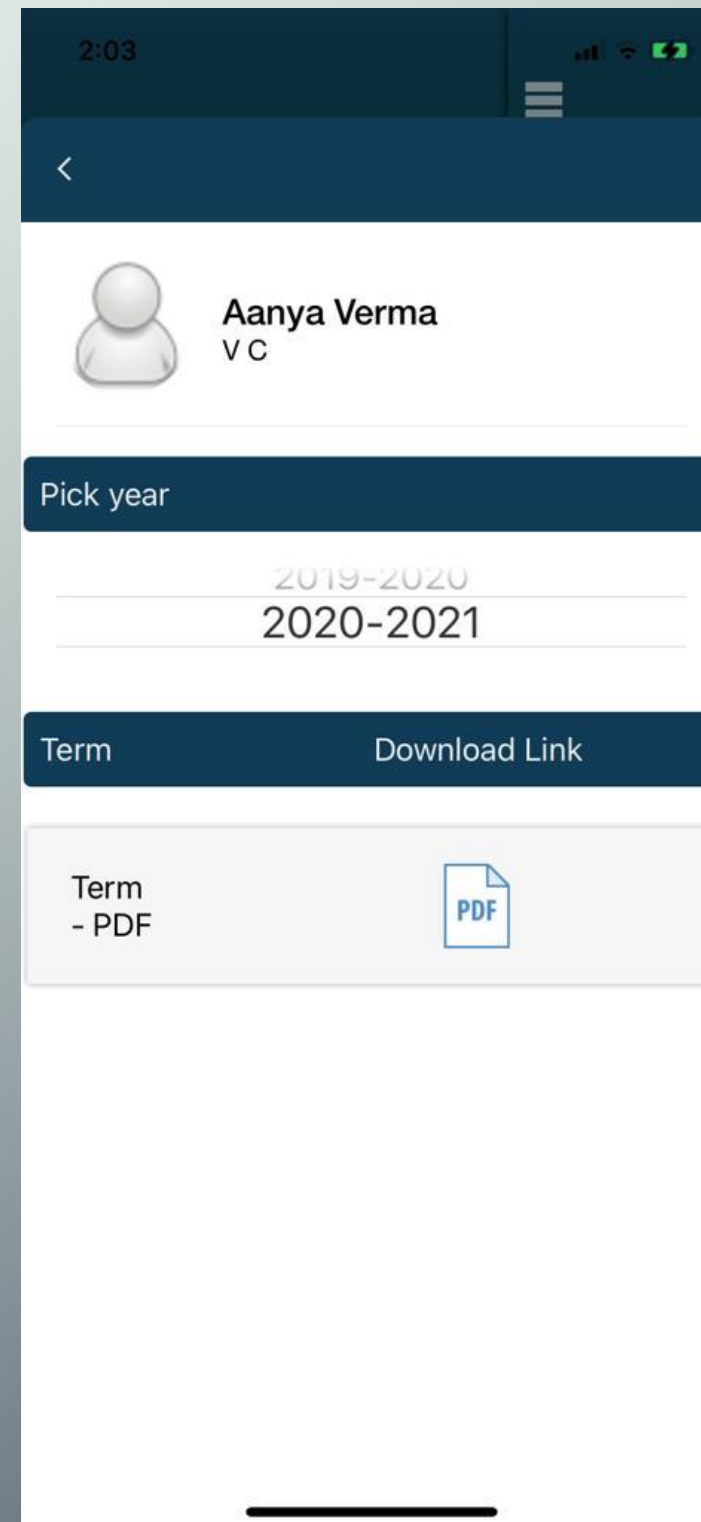 2:03
Aanya Verma
V C
Pick year
2019-2020
2020-2021
Term Download Link
Term
- PDF
PDF